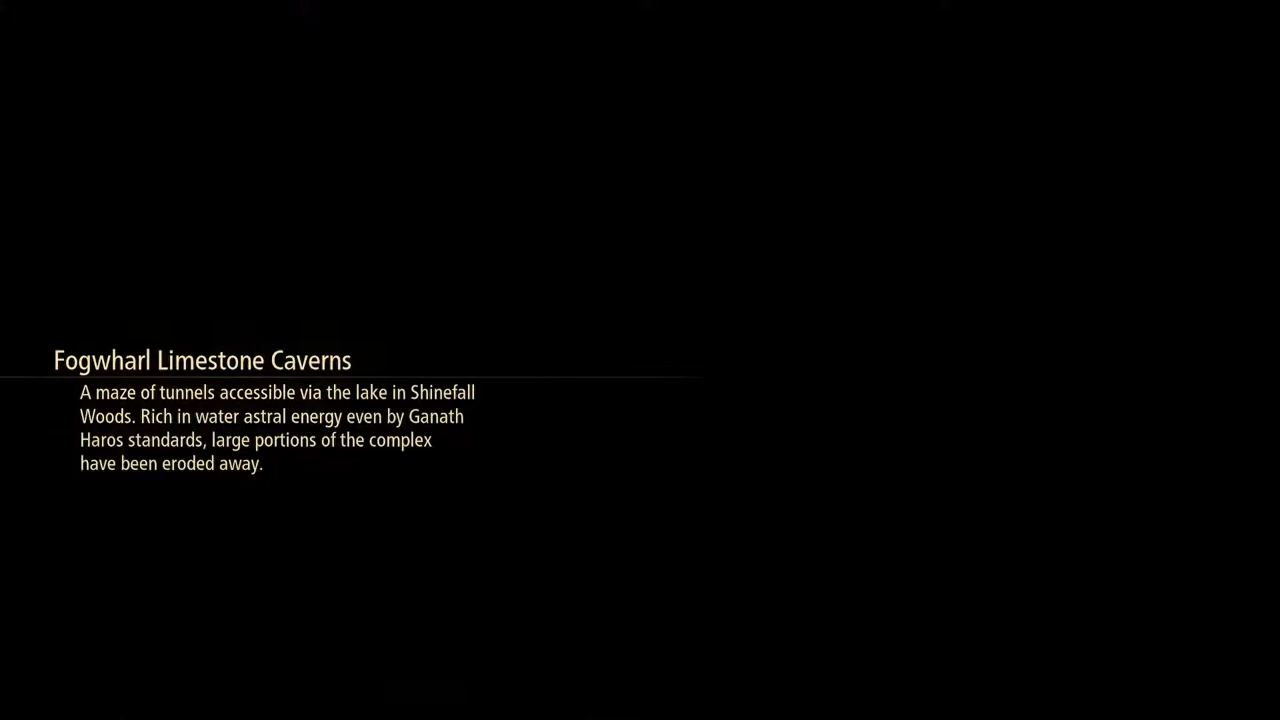 Fogwharl Limestone Caverns
A maze of tunnels accessible via the lake in Shinefall
Woods. Rich in water astral energy even by Ganath
Haros standards, large portions of the complex
have been eroded away.